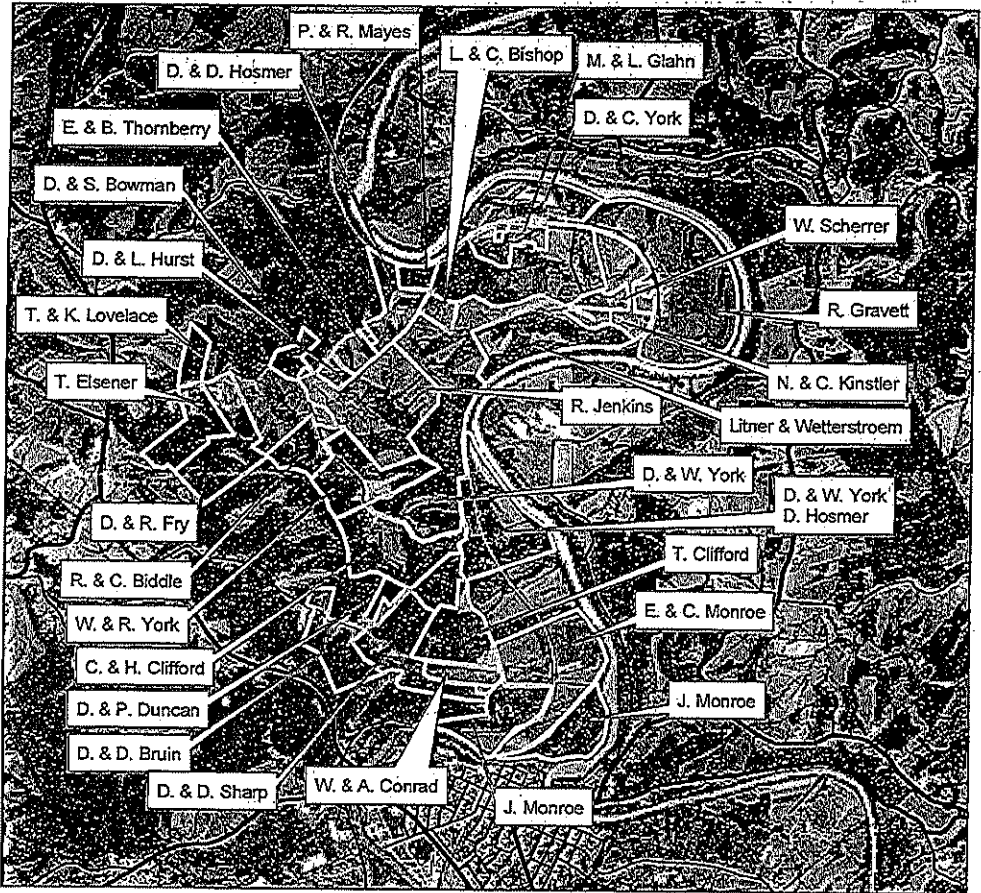 P. & R. Mayes
L. & C. Bishop
M. & L. Glahn
D. & D. Hosmer
D. & C. York
E. & B. Thornberry
D. & S. Bowman
W. Scherrer
D. & L. Hurst
T. & K. Lovelace
R. Gravett
T. Elsener
N. & C. Kinstler
R. Jenkins
Litner & Wetterstroem
D. & W. York
D. & W. York
D. Hosmer
D. & R. Fry
T. Clifford
R. & C. Biddle
E. & C. Monroe
W. & R. York
C. & H. Clifford
J. Monroe
D. & P. Duncan
D. & D. Bruin
D. & D. Sharp
W. & A. Conrad
J. Monroe